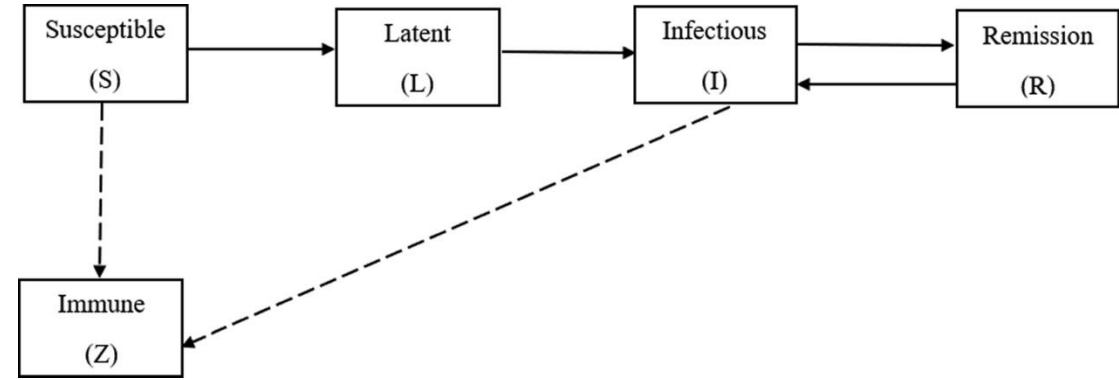 Susceptible
(S)
Latent
(L)
Infectious
(I)
Remission
(R)
Immune
(Z)